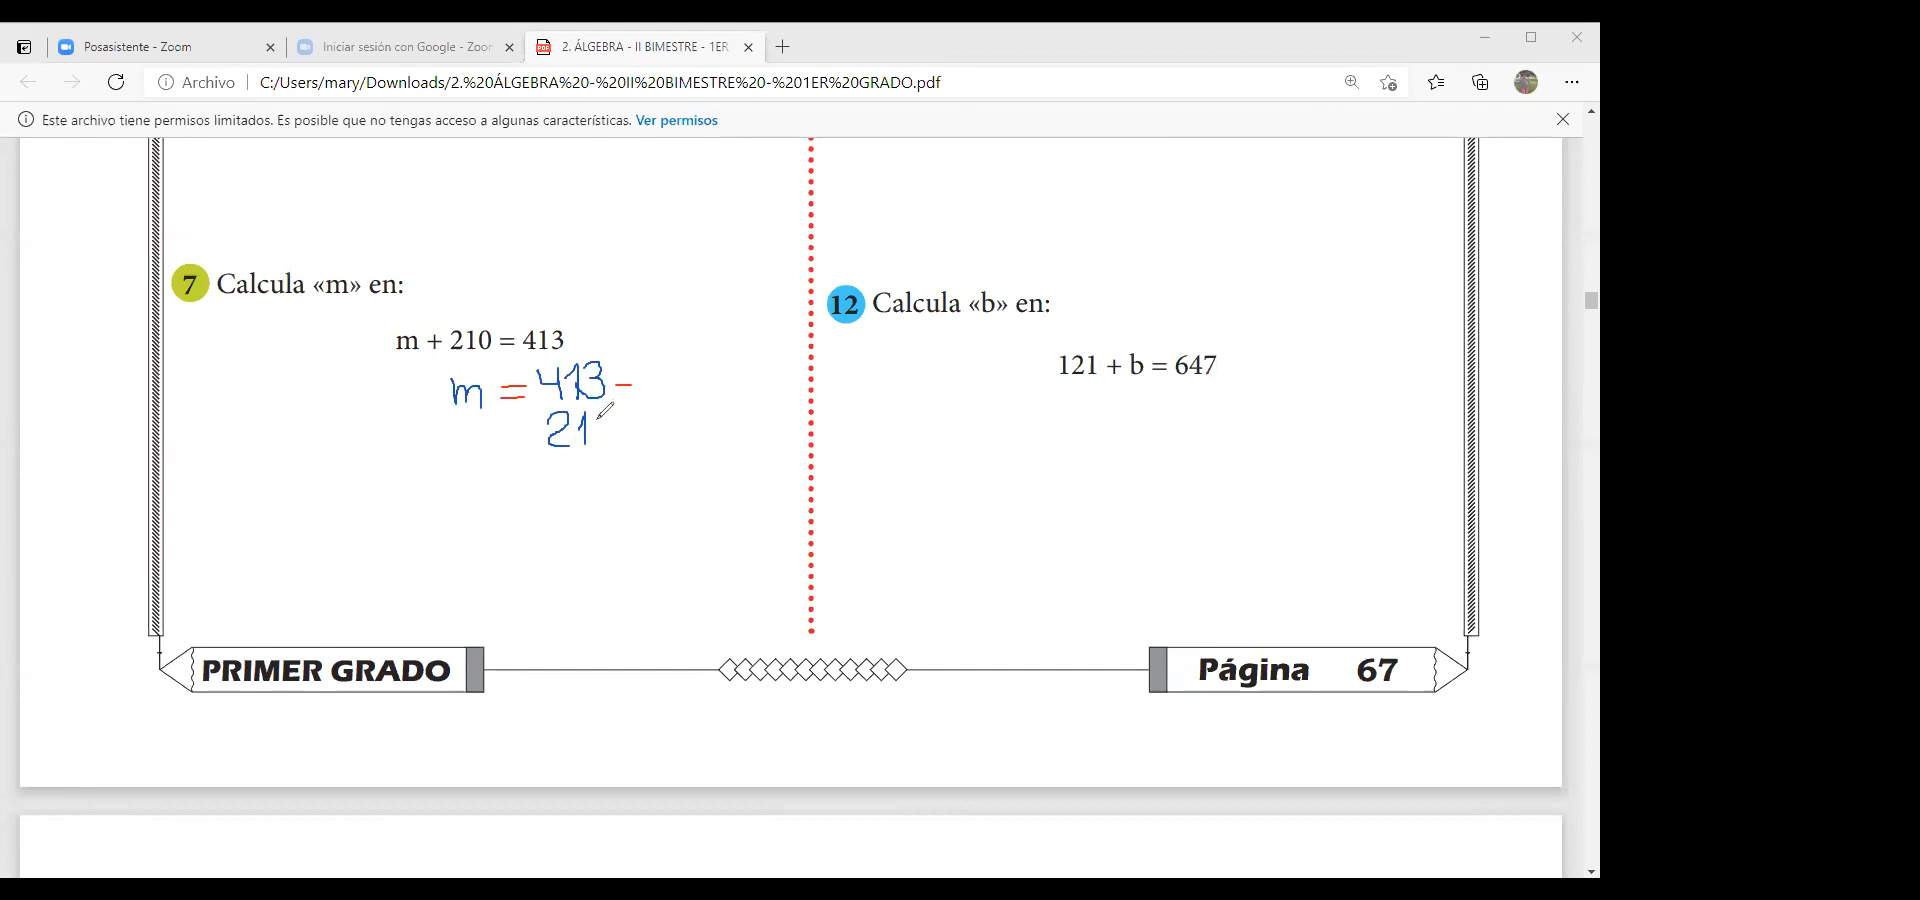 Posasistente - Zoom
Iniciar sesión con Google - Zoor
2. ÁLGEBRA - II BIMESTRE - 1ER
Archivo
C:/Users/mary/Downloads/2.%20ÁLGEBRA%20-%20II%20BIMESTRE%20-%201ER%20GRADO.pdf
Este archivo tiene permisos limitados. Es posible que no tengas acceso a algunas características. Ver permisos
7 Calcula «m» en:
m + 210 = 413
m = 413 -
21
12 Calcula «b» en:
121 + b = 647
PRIMER GRADO
Página 67